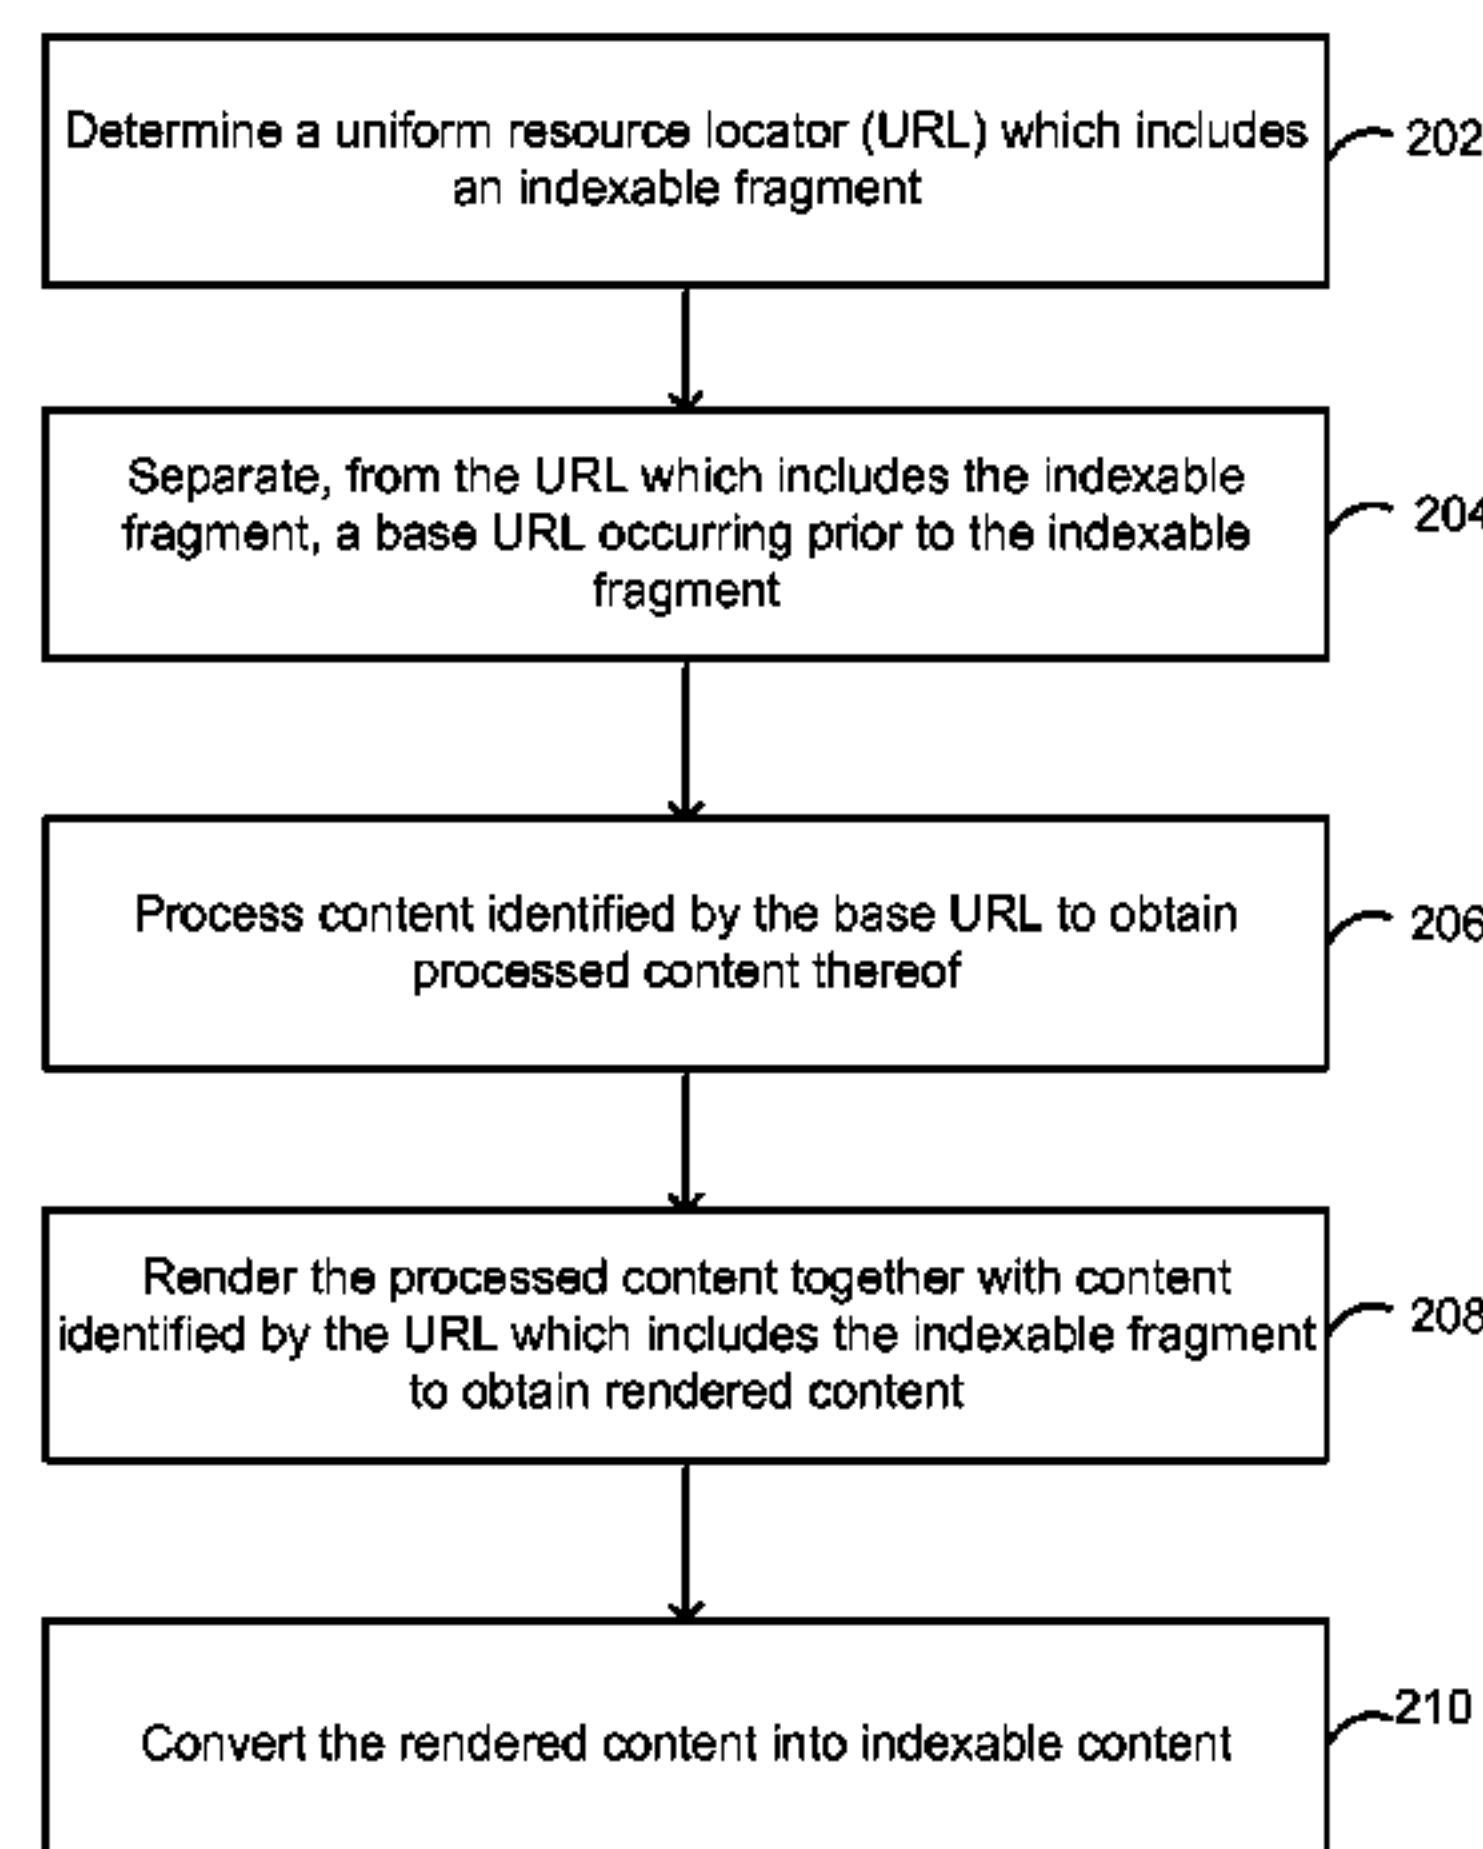 Determine a uniform resource locator (URL) which includes
an indexable fragment
202
Separate, from the URL which includes the indexable
fragment, a base URL occurring prior to the indexable
fragment
204
Process content identified by the base URL to obtain
processed content thereof
206
Render the processed content together with content
identified by the URL which includes the indexable fragment
to obtain rendered content
208
Convert the rendered content into indexable content
210